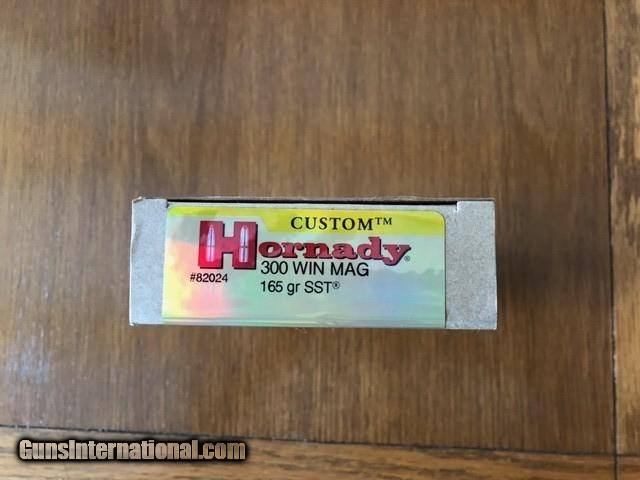 CUSTOM™
Hornady®
300 WIN MAG
#82024
165 gr SST®
GunsInternational.com